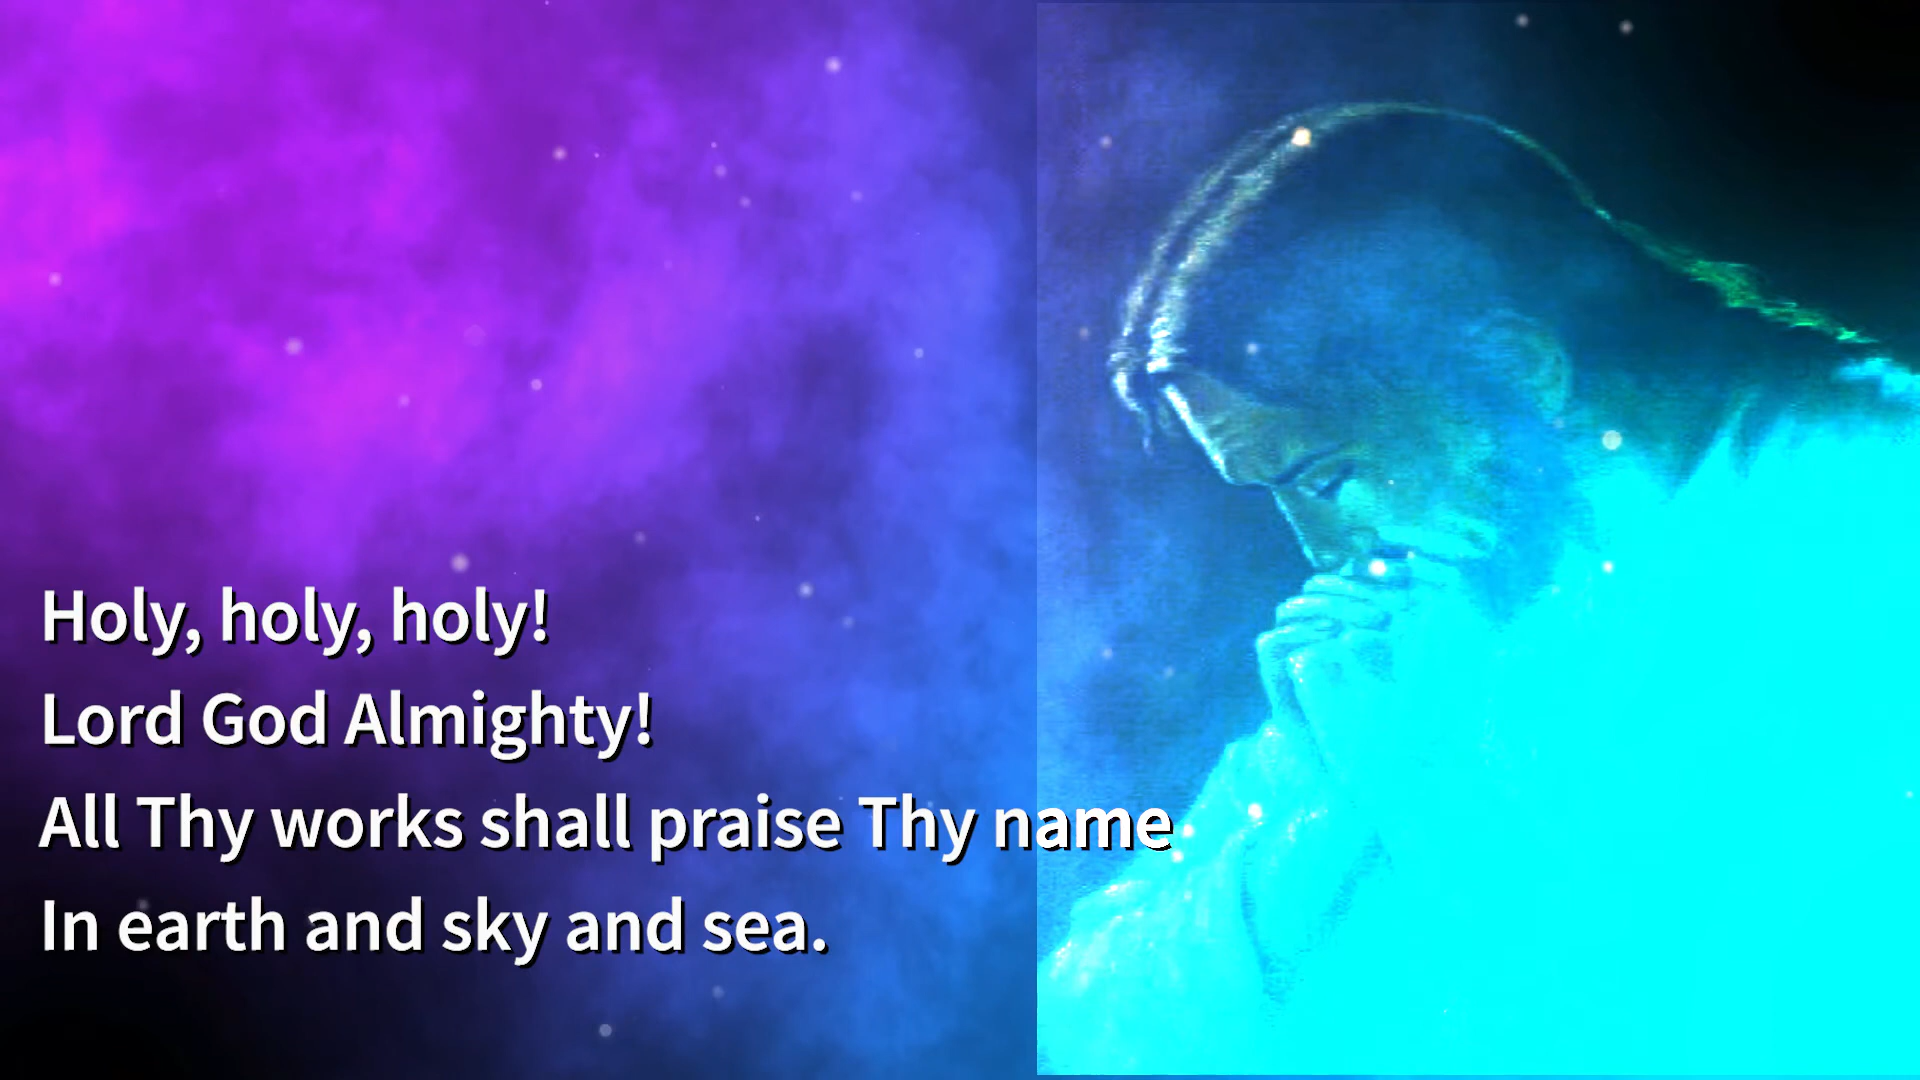 Holy, holy, holy!
Lord God Almighty!
All Thy works shall praise Thy name
In earth and sky and sea.